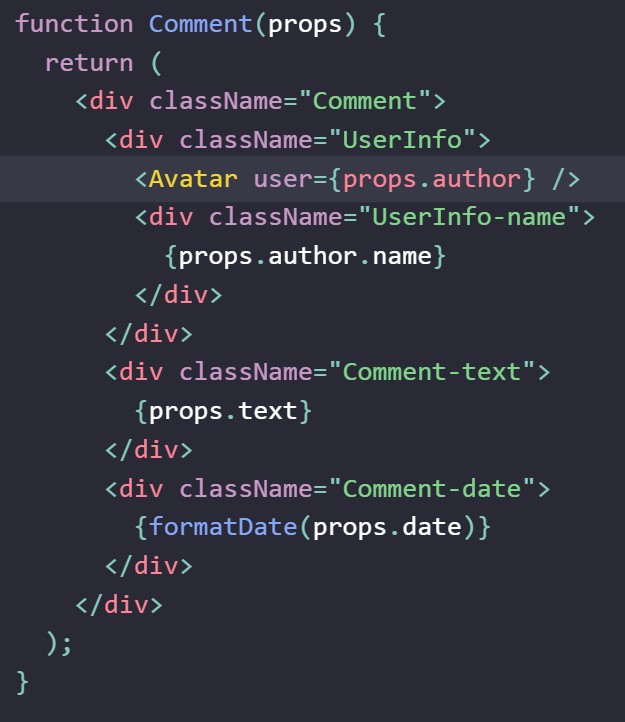 function Comment(props) {
  return (
    <div className="Comment">
      <div className="UserInfo">
        <Avatar user={props.author} />
        <div className="UserInfo-name">
          {props.author.name}
        </div>
      </div>
      <div className="Comment-text">
        {props.text}
      </div>
      <div className="Comment-date">
        {formatDate(props.date)}
      </div>
    </div>
  );
}